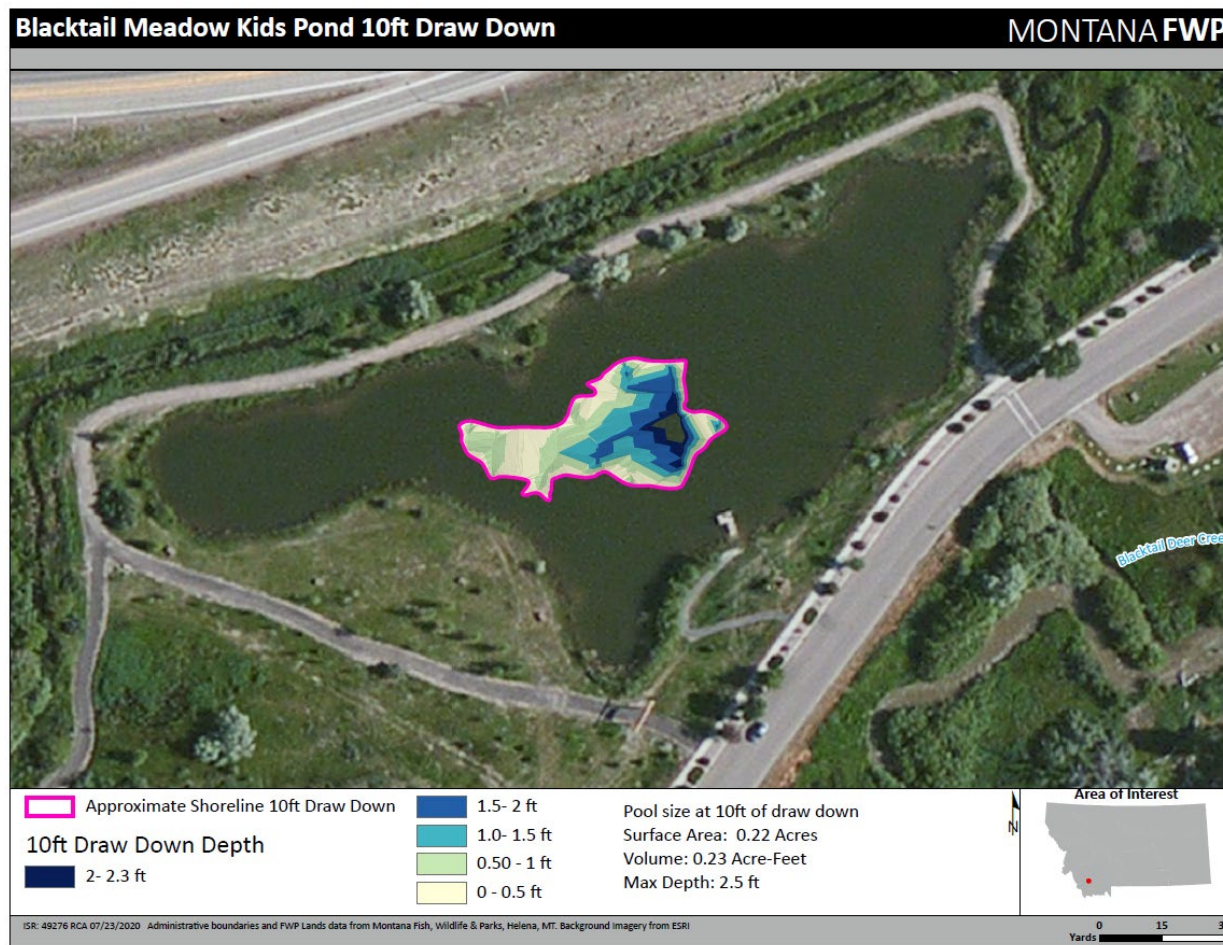 Blacktail Meadow Kids Pond 10ft Draw Down
MONTANA FWP
Blacktail Deer Cree
Approximate Shoreline 10ft Draw Down
10ft Draw Down Depth
2- 2.3 ft
1.5- 2 ft
1.0- 1.5 ft
0.50 - 1 ft
0 - 0.5 ft
Pool size at 10ft of draw down
Surface Area: 0.22 Acres
Volume: 0.23 Acre-Feet
Max Depth: 2.5 ft
N
Area of Interest
ISR: 49276 RCA 07/23/2020 Administrative boundaries and FWP Lands data from Montana Fish, Wildlife & Parks, Helena, MT. Background Imagery from ESRI
0 15 3
Yards